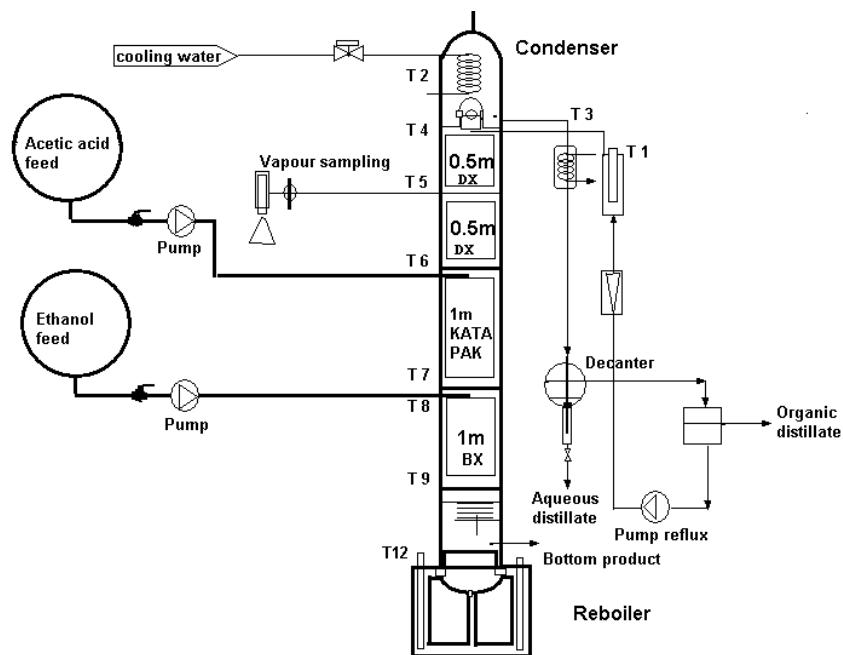 Condenser
cooling water
T 2
T 3
T 4
Acetic acid
feed
Vapour sampling
0.5m
DX
T 1
T 5
Pump
0.5m
DX
T 6
Ethanol
feed
1m
KATA
PAK
T 7
Decanter
T 8
Pump
1m
BX
Organic
distillate
T 9
Aqueous
distillate
Pump reflux
T12
Bottom product
Reboiler